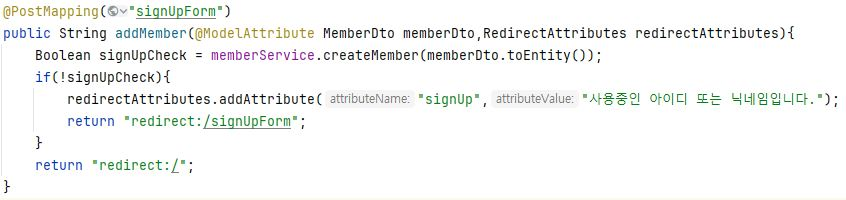 @PostMapping("signUpForm")
public String addMember(@ModelAttribute MemberDto memberDto,RedirectAttributes redirectAttributes){
    Boolean signUpCheck = memberService.createMember(memberDto.toEntity());
    if(!signUpCheck){
        redirectAttributes.addAttribute( attributeName: "signUp", attributeValue: "사용중인 아이디 또는 닉네임입니다.");
        return "redirect:/signUpForm";
    }
    return "redirect:/";
}